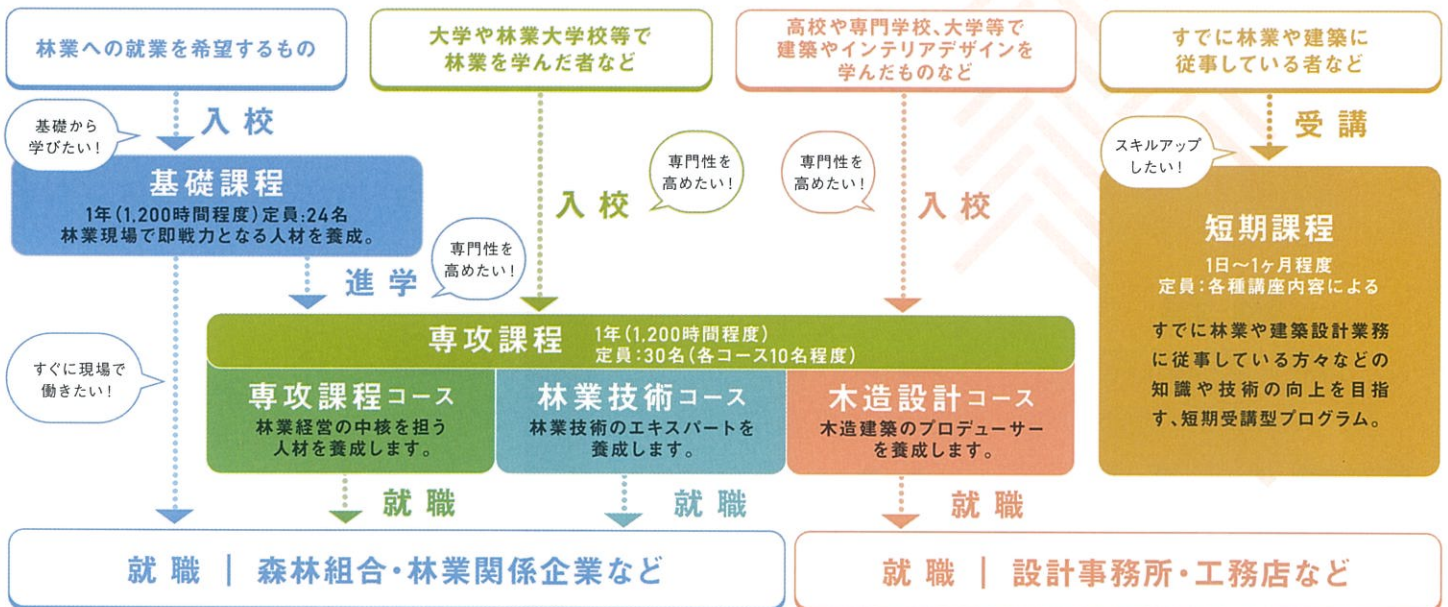 林業への就業を希望するもの
大学や林業大学校等で
林業を学んだ者など
高校や専門学校、大学等で
建築やインテリアデザインを
学んだものなど
すでに林業や建築に
従事している者など
基礎から
学びたい!
入校
基礎課程
1年(1,200時間程度)定員:24名
林業現場で即戦力となる人材を養成。
進学
専門性を
高めたい!
入校
専門性を
高めたい!
専門性を
高めたい!
入校
受講
スキルアップ
したい!
短期課程
1日〜1ヶ月程度
定員:各種講座内容による
すでに林業や建築設計業務
に従事している方々などの
知識や技術の向上を目指
す、短期受講型プログラム。
すぐに現場で
働きたい!
専攻課程
1年(1,200時間程度)
定員:30名(各コース10名程度)
専攻課程コース
林業経営の中核を担う
人材を養成します。
林業技術コース
林業技術のエキスパートを
養成します。
木造設計コース
木造建築のプロデューサー
を養成します。
就職
就職
就職
就職 | 森林組合・林業関係企業など
就職 | 設計事務所・工務店など